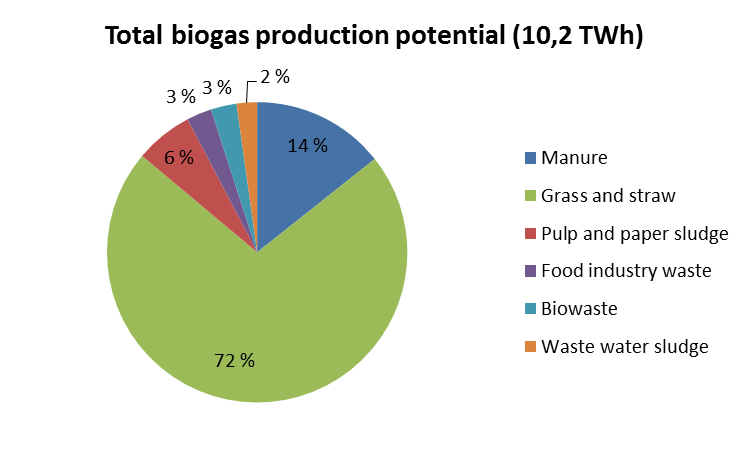 Total biogas production potential (10,2 TWh)
2 %
3 %
3 %
14 %
6 %
72 %
Manure
Grass and straw
Pulp and paper sludge
Food industry waste
Biowaste
Waste water sludge